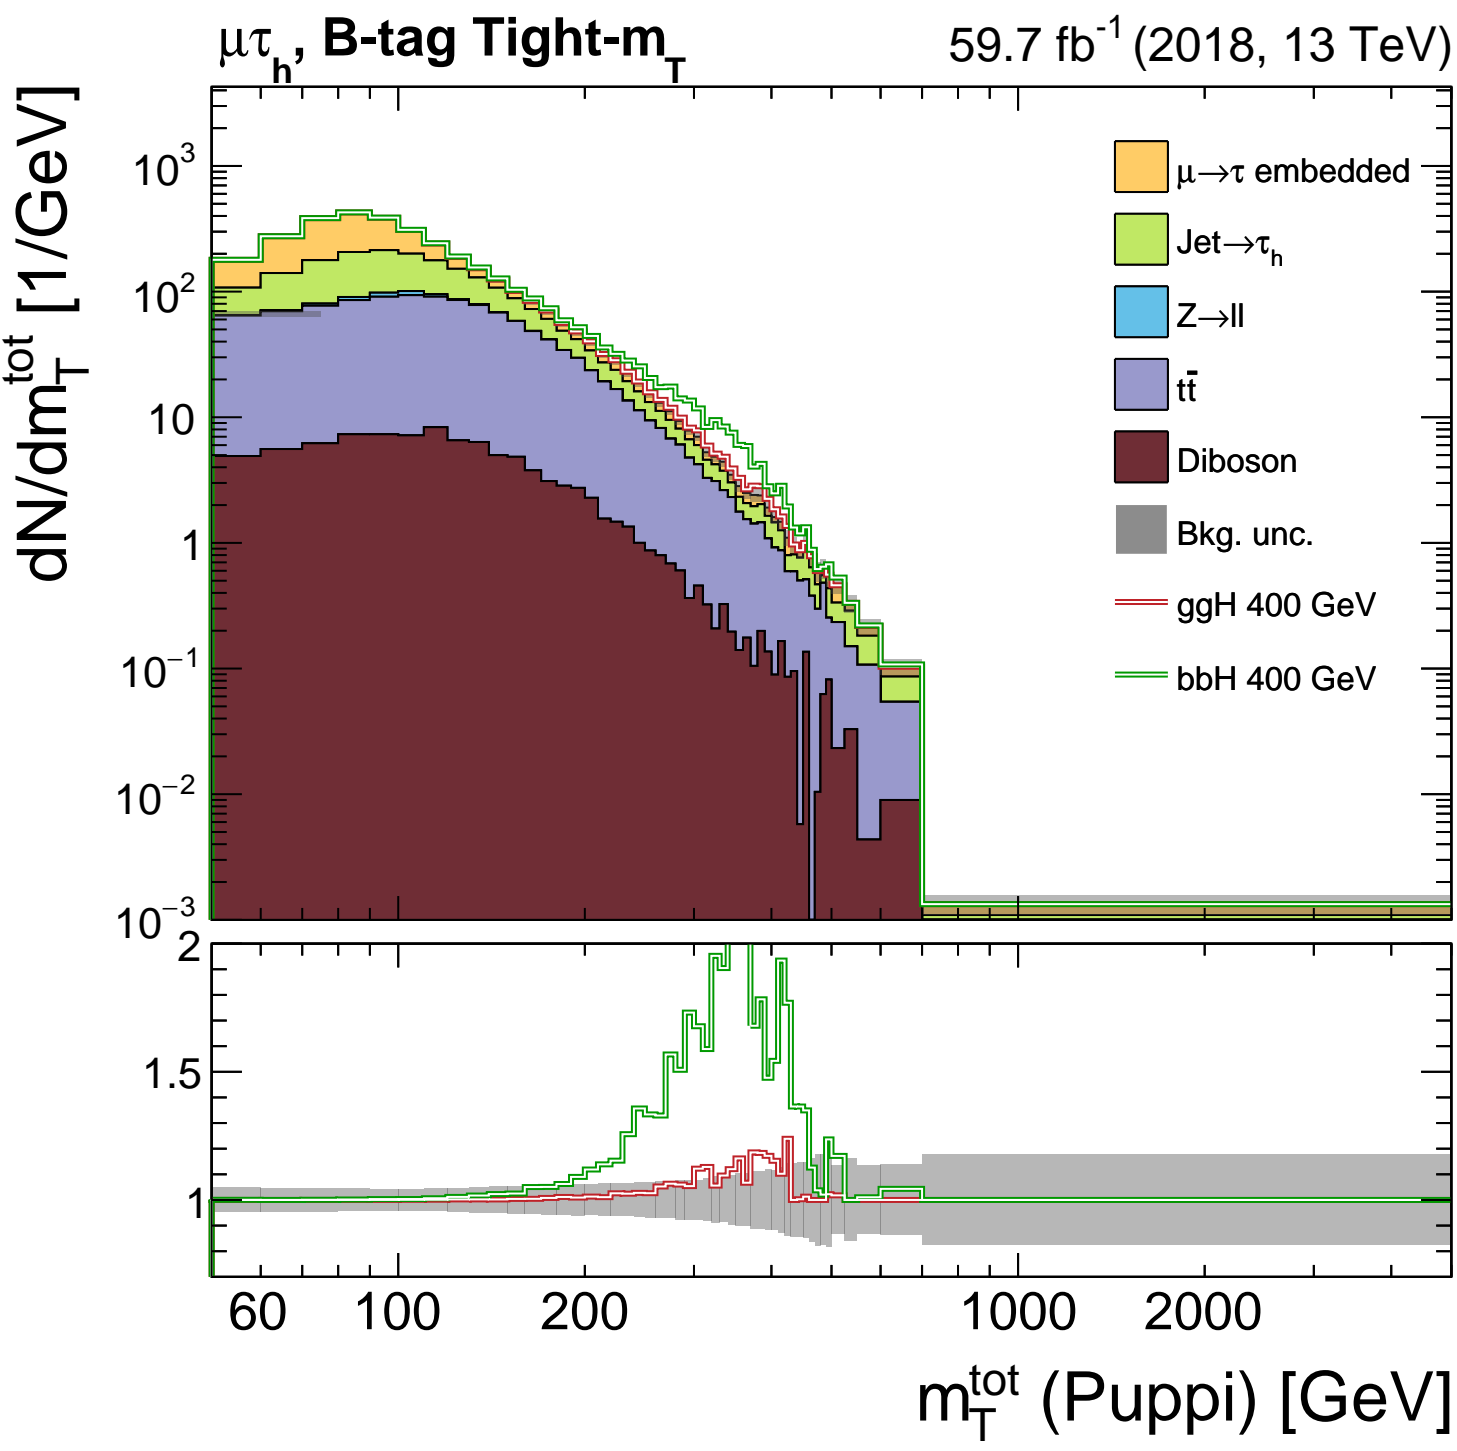 μτh, B-tag Tight-mT
59.7 fb-1 (2018, 13 TeV)
dN/dmTtot [1/GeV]
10^3
10^2
10
1
10^−1
10^−2
10^−3
μ→τ embedded
Jet→τh
Z→ll
tt̄
Diboson
Bkg. unc.
ggH 400 GeV
bbH 400 GeV
2
1.5
1
60 100 200 1000 2000
mTtot (Puppi) [GeV]